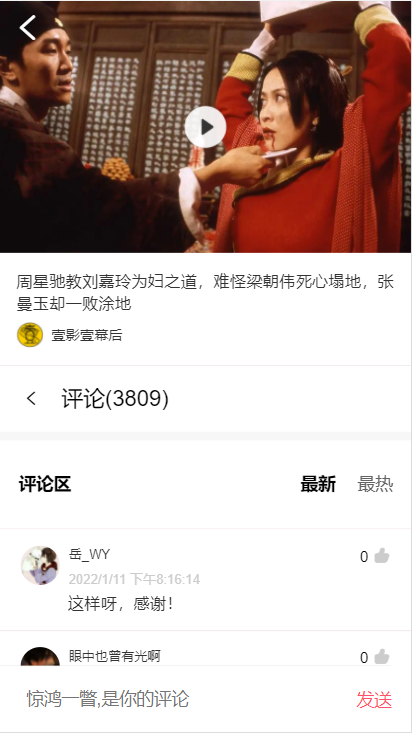 周星驰教刘嘉玲为妇之道，难怪梁朝伟死心塌地，张
曼玉却一败涂地
壹影壹幕后
评论(3809)
评论区 最新 最热
岳_WY 0
2022/1/11 下午8:16:14
这样呀，感谢！
眼中也曾有光啊 0
惊鸿一瞥,是你的评论 发送